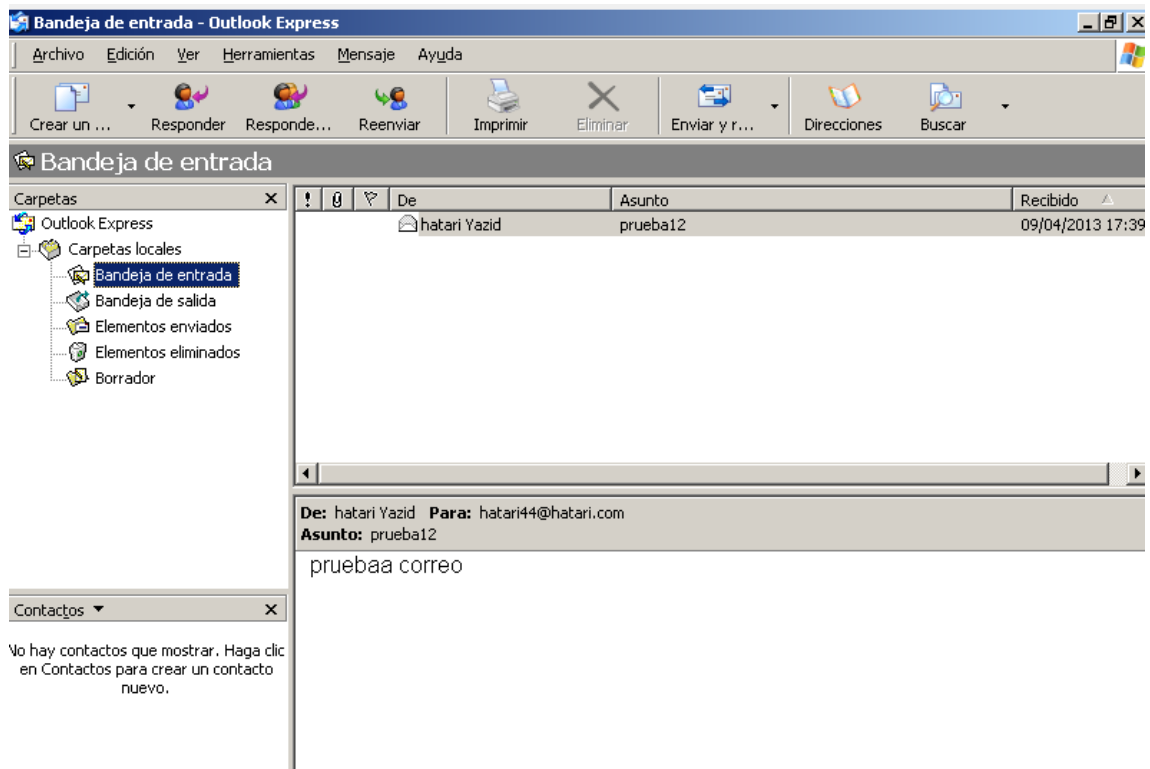 Bandeja de entrada - Outlook Express
Archivo Edición Ver Herramientas Mensaje Ayuda
Crear un ... Responder Responde... Reenviar Imprimir Eliminar Enviar y r... Direcciones Buscar
Bandeja de entrada
Carpetas
Outlook Express
Carpetas locales
Bandeja de entrada
Bandeja de salida
Elementos enviados
Elementos eliminados
Borrador
! De Asunto Recibido
hatari Yazid prueba12 09/04/2013 17:39
De: hatari Yazid Para: hatari44@hatari.com
Asunto: prueba12
pruebaa correo
Contactos
No hay contactos que mostrar. Haga clic
en Contactos para crear un contacto
nuevo.